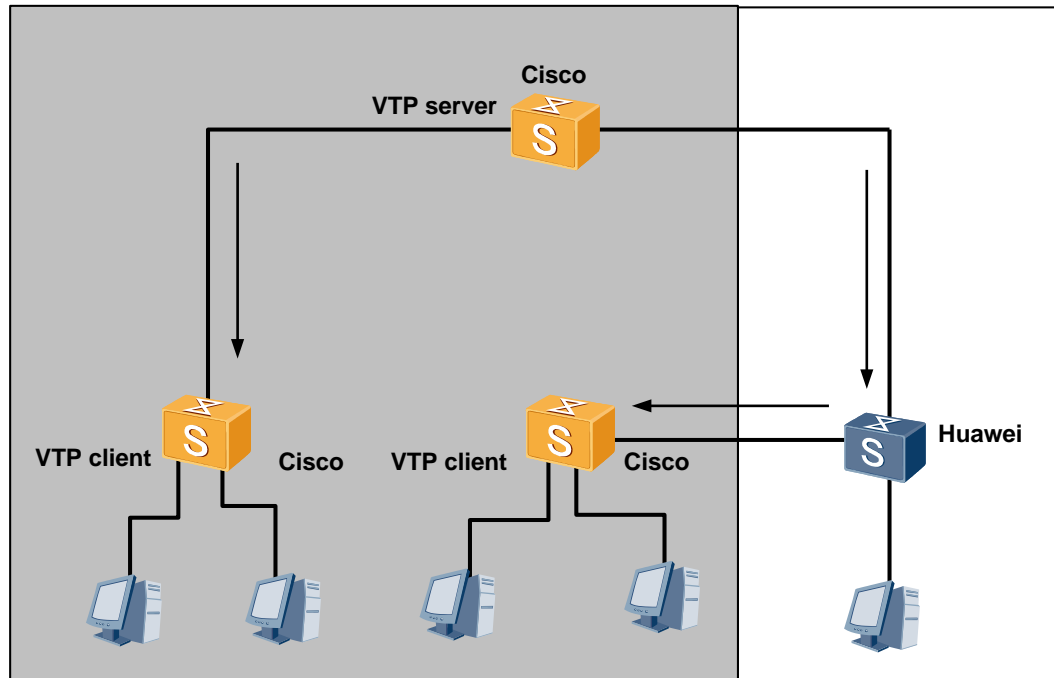 Cisco
VTP server
S
S
S
S
Huawei
VTP client
Cisco
VTP client
Cisco